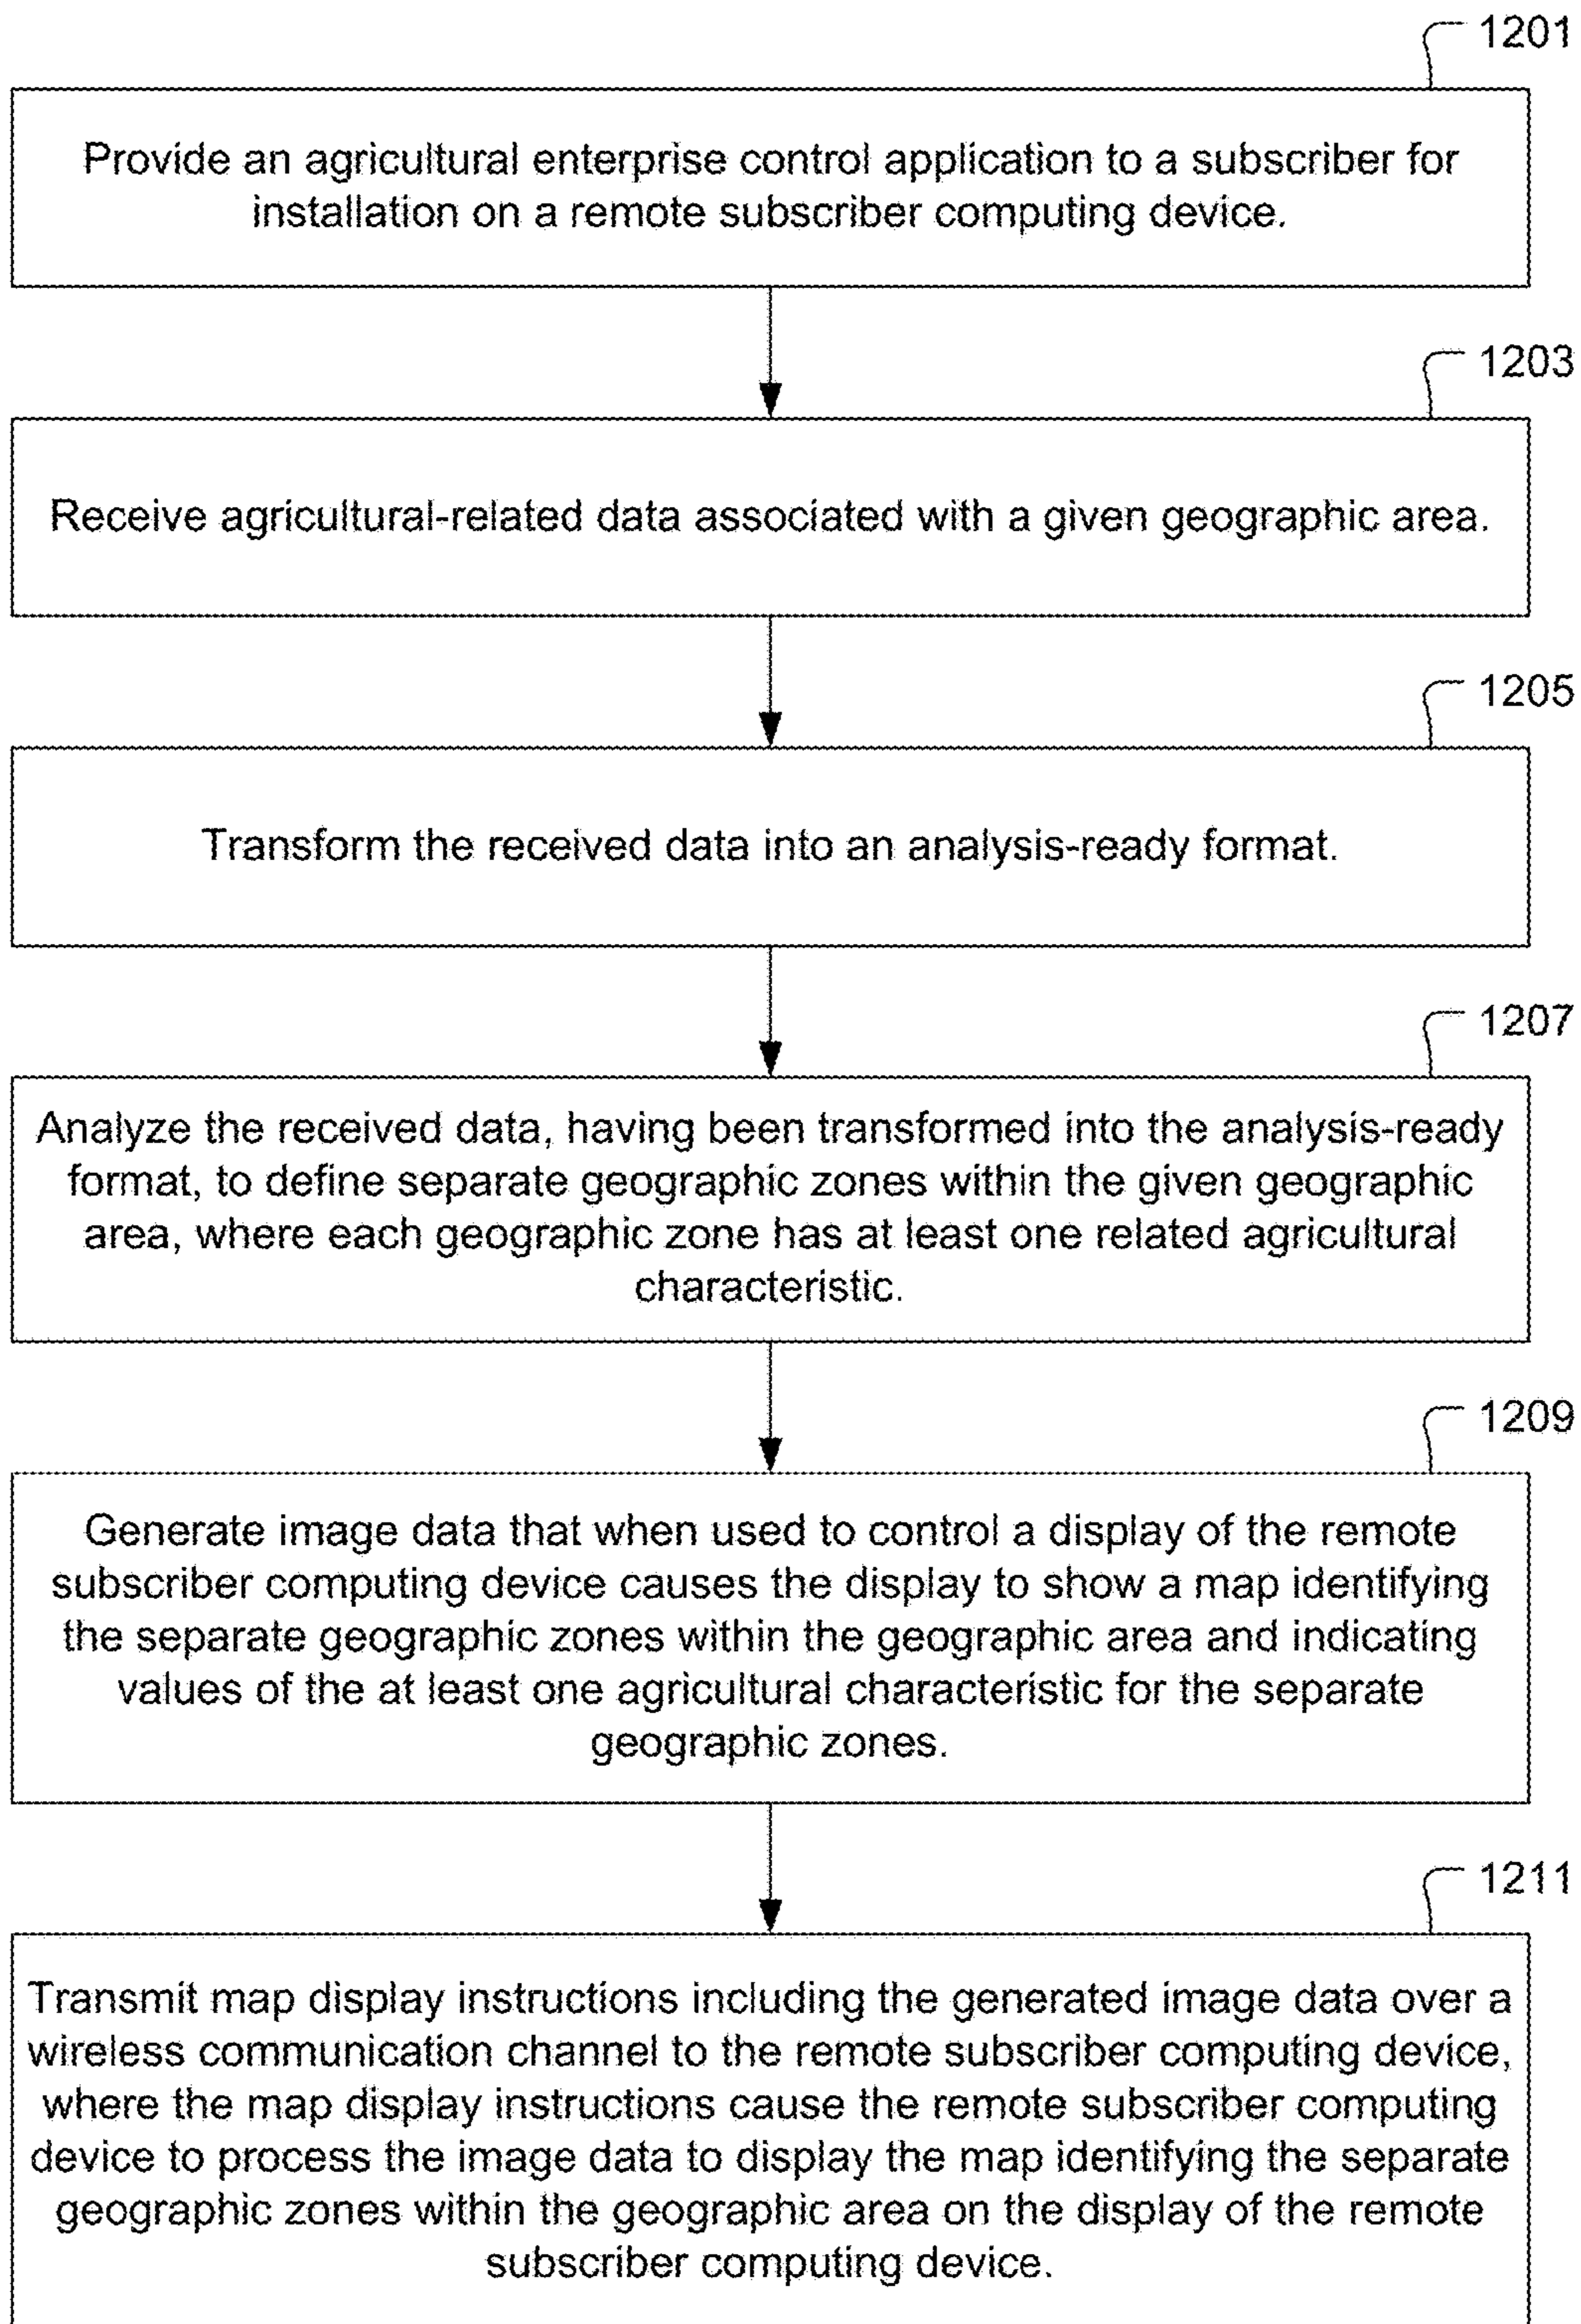 1201
Provide an agricultural enterprise control application to a subscriber for
installation on a remote subscriber computing device.
1203
Receive agricultural-related data associated with a given geographic area.
1205
Transform the received data into an analysis-ready format.
1207
Analyze the received data, having been transformed into the analysis-ready
format, to define separate geographic zones within the given geographic
area, where each geographic zone has at least one related agricultural
characteristic.
1209
Generate image data that when used to control a display of the remote
subscriber computing device causes the display to show a map identifying
the separate geographic zones within the geographic area and indicating
values of the at least one agricultural characteristic for the separate
geographic zones.
1211
Transmit map display instructions including the generated image data over a
wireless communication channel to the remote subscriber computing device,
where the map display instructions cause the remote subscriber computing
device to process the image data to display the map identifying the separate
geographic zones within the geographic area on the display of the remote
subscriber computing device.